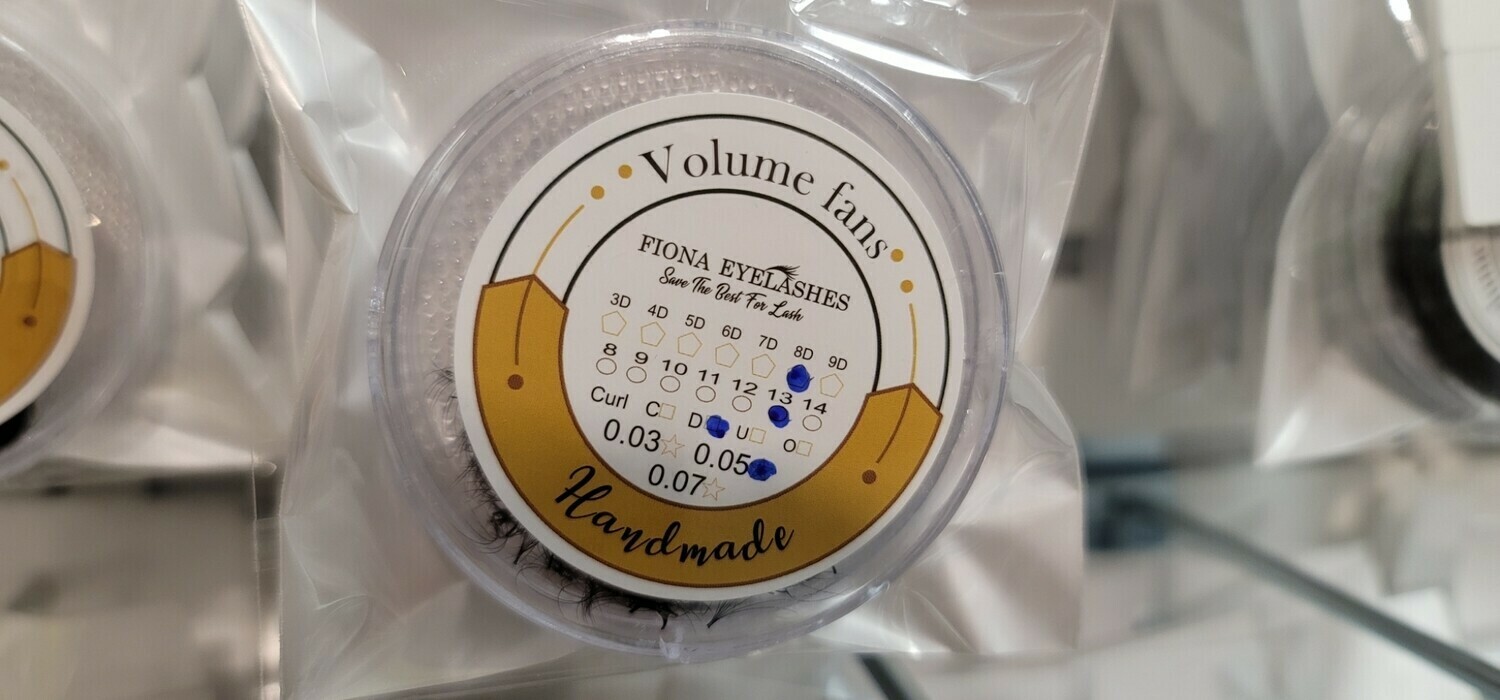 Volume fans
FIONA EYELASHES
Save The Best For Lash
3D 4D 5D 6D 7D 8D 9D
8 9 10 11 12 13 14
Curl C D U O
0.03 0.05
0.07
Handmade